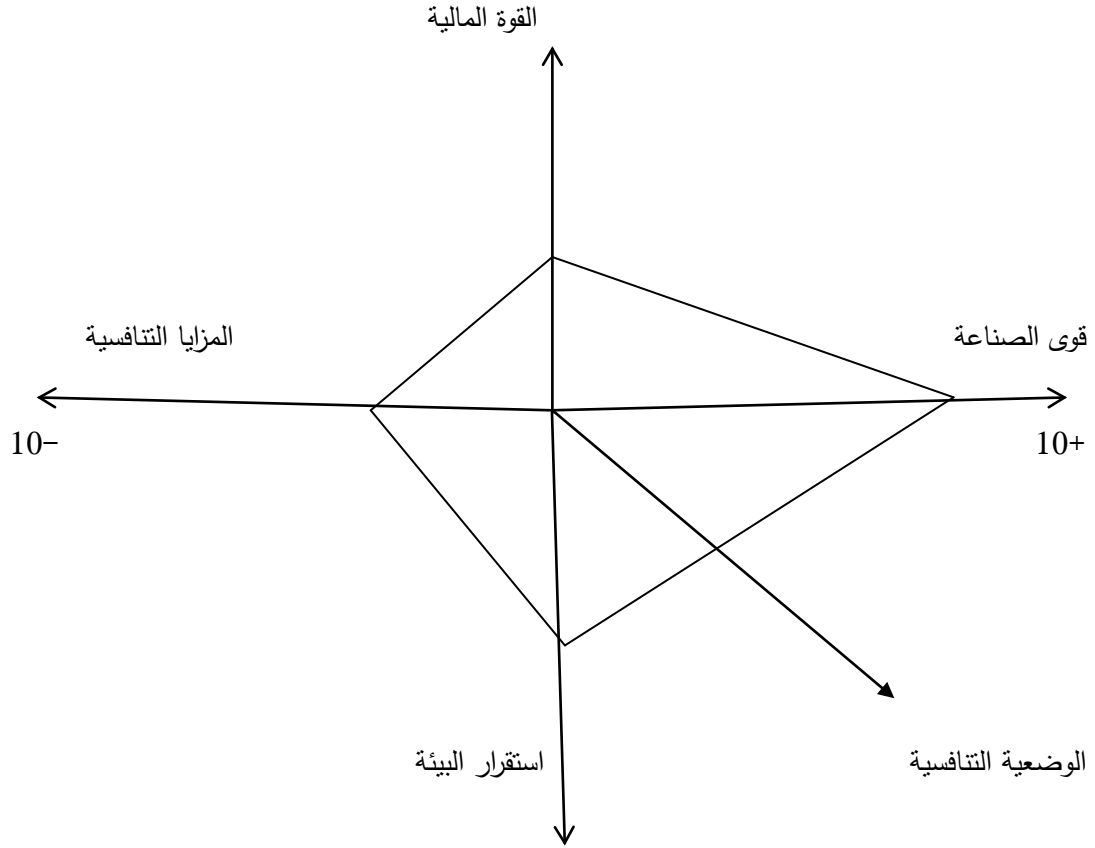 القوة المالية
قوى الصناعة
المزايا التنافسية
10+
10-
الوضعية التنافسية
استقرار البيئة